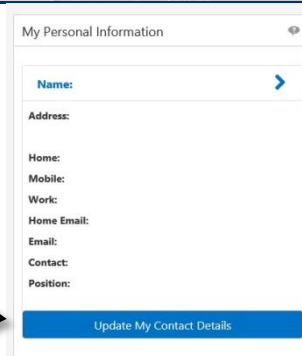 My Personal Information
Name:
Address:
Home:
Mobile:
Work:
Home Email:
Email:
Contact:
Position:
Update My Contact Details